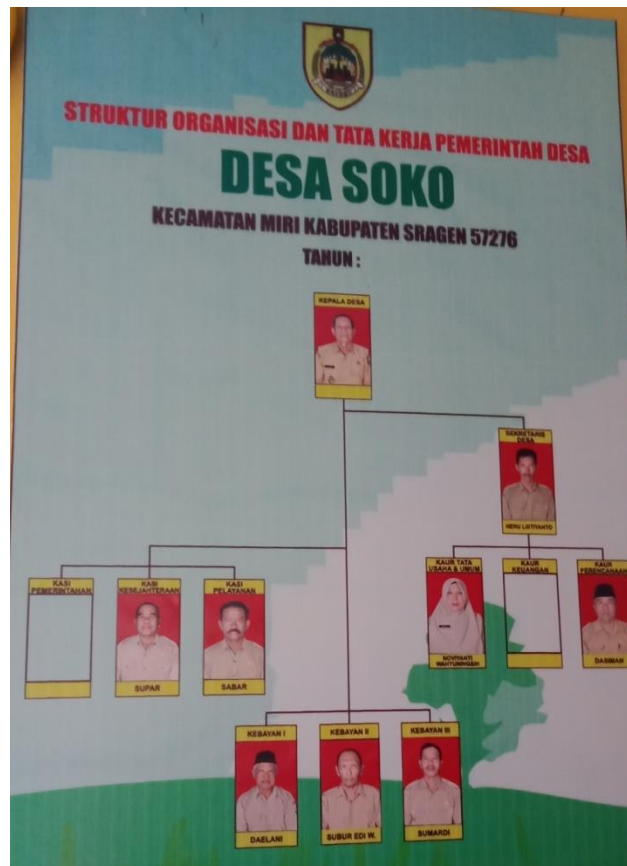 STRUKTUR ORGANISASI DAN TATA KERJA PEMERINTAH DESA
DESA SOKO
KECAMATAN MIRI KABUPATEN SRAGEN 57276
TAHUN :
KEPALA DESA
SEKRETARIS
DESA
HERU LISTIYANTO
KASI
PEMERINTAHAN
KASI
KESEJAHTERAAN
SUPAR
KASI
PELAYANAN
SABAR
KAUR TATA
USAHA & UMUM
NOVIYANTI
WAHYUNINGSIH
KAUR
KEUANGAN
KAUR
PERENCANAAN
DASIMAN
KEBAYAN I
DAELANI
KEBAYAN II
SUBUR EDI W.
KEBAYAN III
SUMARDI